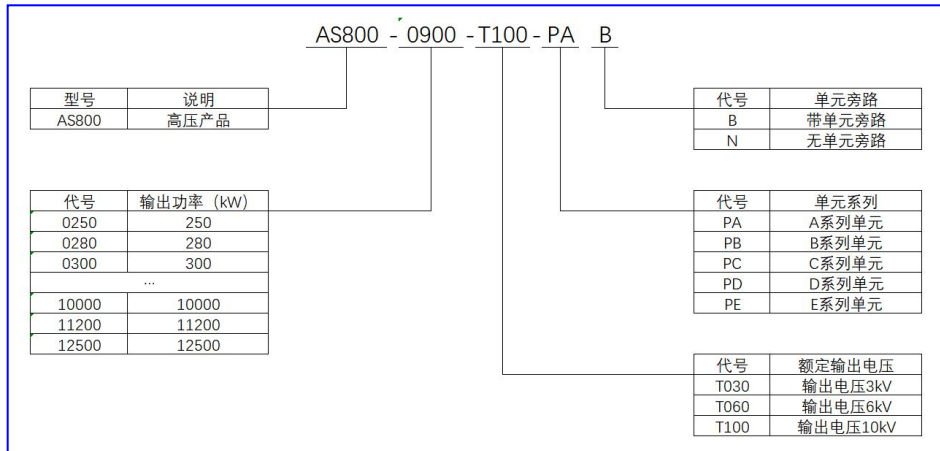 AS800 - 0900 - T100 - PA B
型号 说明
AS800 高压产品
代号 输出功率（kW）
0250 250
0280 280
0300 300
...
10000 10000
11200 11200
12500 12500
代号 单元旁路
B 带单元旁路
N 无单元旁路
代号 单元系列
PA A系列单元
PB B系列单元
PC C系列单元
PD D系列单元
PE E系列单元
代号 额定输出电压
T030 输出电压3kV
T060 输出电压6kV
T100 输出电压10kV